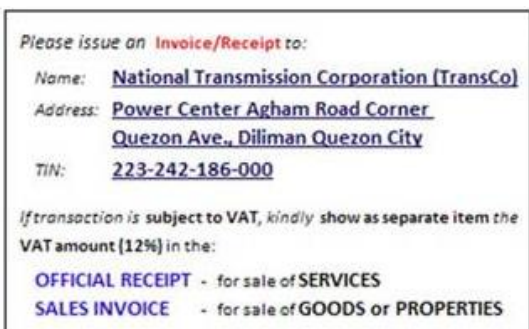 Please issue an Invoice/Receipt to:
Name: National Transmission Corporation (TransCo)
Address: Power Center Agham Road Corner
Quezon Ave., Diliman Quezon City
TIN: 223-242-186-000
If transaction is subject to VAT, kindly show as separate item the
VAT amount (12%) in the:
OFFICIAL RECEIPT - for sale of SERVICES
SALES INVOICE - for sale of GOODS or PROPERTIES